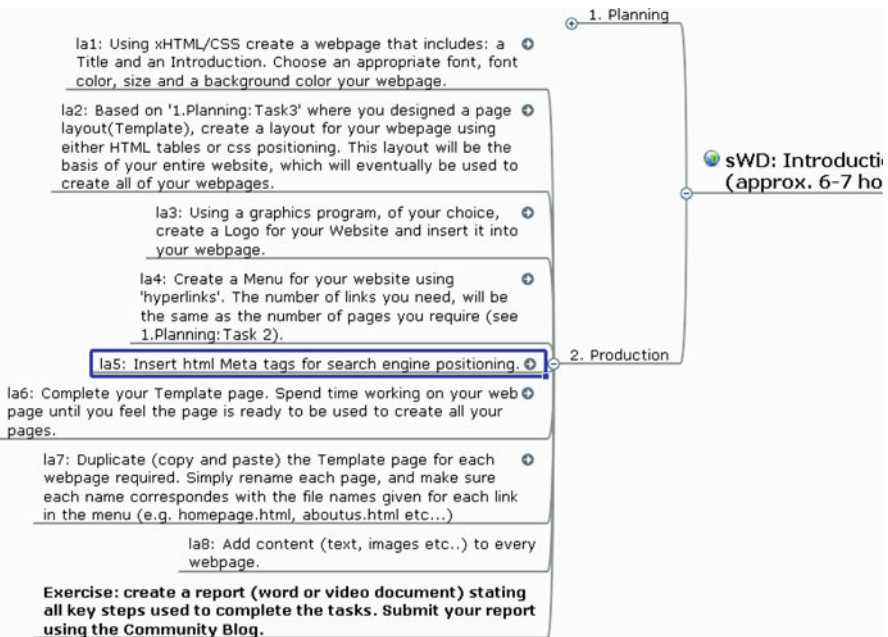 1. Planning
la1: Using xHTML/CSS create a webpage that includes: a
Title and an Introduction. Choose an appropriate font, font
color, size and a background color your webpage.
la2: Based on '1.Planning:Task3' where you designed a page
layout(Template), create a layout for your wbepage using
either HTML tables or css positioning. This layout will be the
basis of your entire website, which will eventually be used to
create all of your webpages.
sWD:
(approx. 6-7
la3: Using a graphics program, of your choice,
create a Logo for your Website and insert it into
your webpage.
la4: Create a Menu for your website using
'hyperlinks'. The number of links you need, will be
the same as the number of pages you require (see
1.Planning:Task 2).
2. Production
la5: Insert html Meta tags for search engine positioning.
la6: Complete your Template page. Spend time working on your web
page until you feel the page is ready to be used to create all your
pages.
la7: Duplicate (copy and paste) the Template page for each
webpage required. Simply rename each page, and make sure
each name correspondes with the file names given for each link
in the menu (e.g. homepage.html, aboutus.html etc...)
la8: Add content (text, images etc..) to every
webpage.
Exercise: create a report (word or video document) stating
all key steps used to complete the tasks. Submit your report
using the Community Blog.